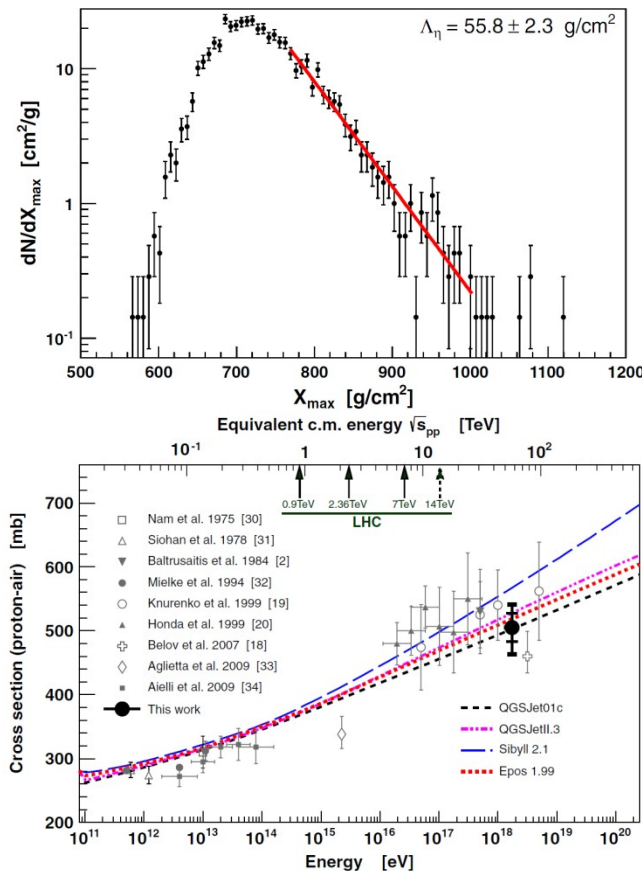 Λη = 55.8 ± 2.3 g/cm²
dN/dXmax [cm²/g]
10
1
10⁻¹
500 600 700 800 900 1000 1100 1200
Xmax [g/cm²]
Equivalent c.m. energy √spp [TeV]
10⁻¹ 1 10 10²
0.9TeV 2.36TeV 7TeV 14TeV
LHC
Cross section (proton-air) [mb]
700
600
500
400
300
200
Nam et al. 1975 [30]
Siohan et al. 1978 [31]
Baltrusaitis et al. 1984 [2]
Mielke et al. 1994 [32]
Knurenko et al. 1999 [19]
Honda et al. 1999 [20]
Belov et al. 2007 [18]
Aglietta et al. 2009 [33]
Aielli et al. 2009 [34]
This work
QGSJet01c
QGSJetII.3
Sibyll 2.1
Epos 1.99
10¹¹ 10¹² 10¹³ 10¹⁴ 10¹⁵ 10¹⁶ 10¹⁷ 10¹⁸ 10¹⁹ 10²⁰
Energy [eV]